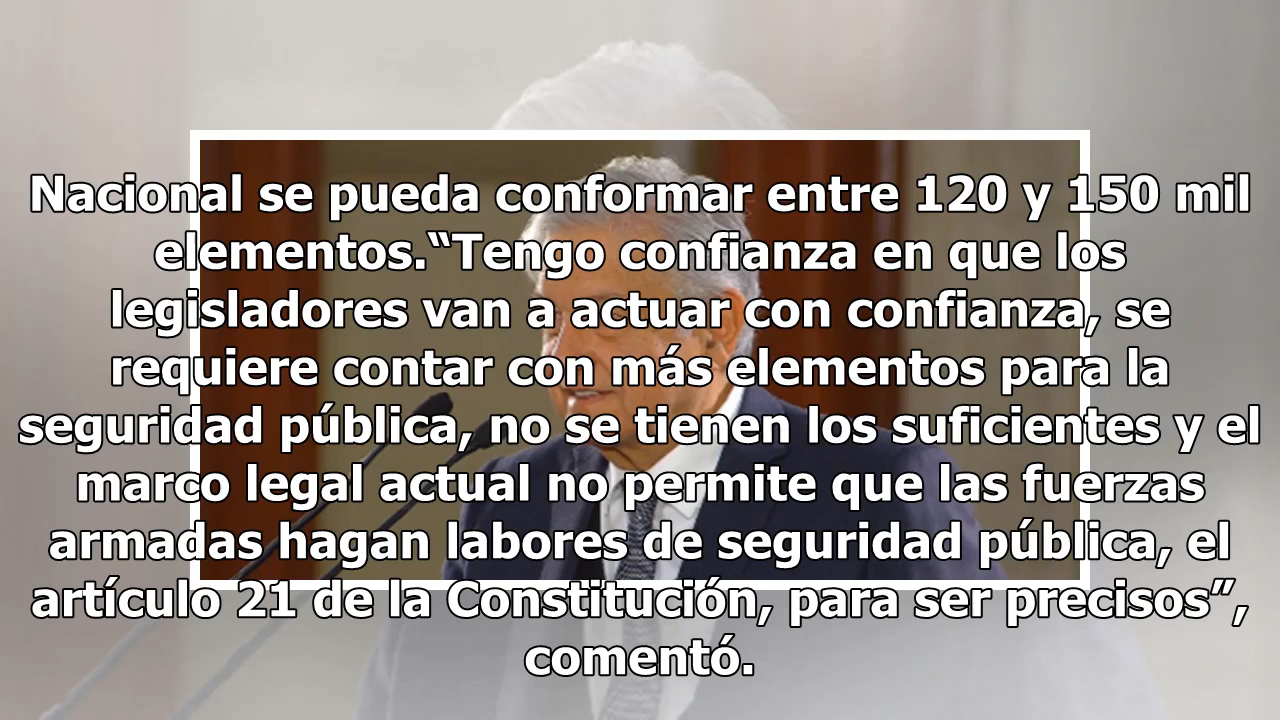 Nacional se pueda conformar entre 120 y 150 mil
elementos.“Tengo confianza en que los
legisladores van a actuar con confianza, se
requiere contar con más elementos para la
seguridad pública, no se tienen los suficientes y el
marco legal actual no permite que las fuerzas
armadas hagan labores de seguridad pública, el
artículo 21 de la Constitución, para ser precisos”,
comentó.